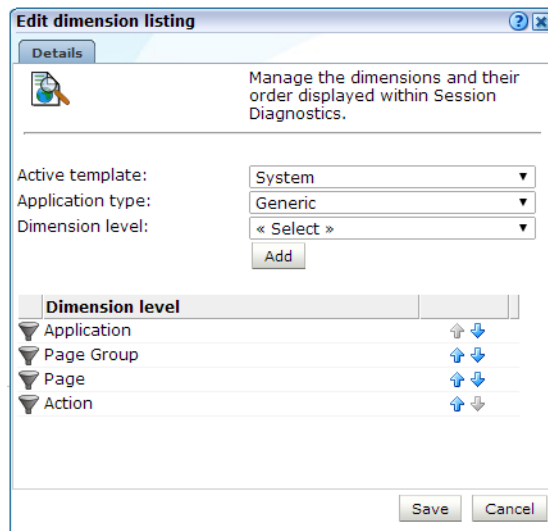 Edit dimension listing
Details
Manage the dimensions and their
order displayed within Session
Diagnostics.
Active template: System
Application type: Generic
Dimension level: « Select »
Add
Dimension level
Application
Page Group
Page
Action
Save Cancel